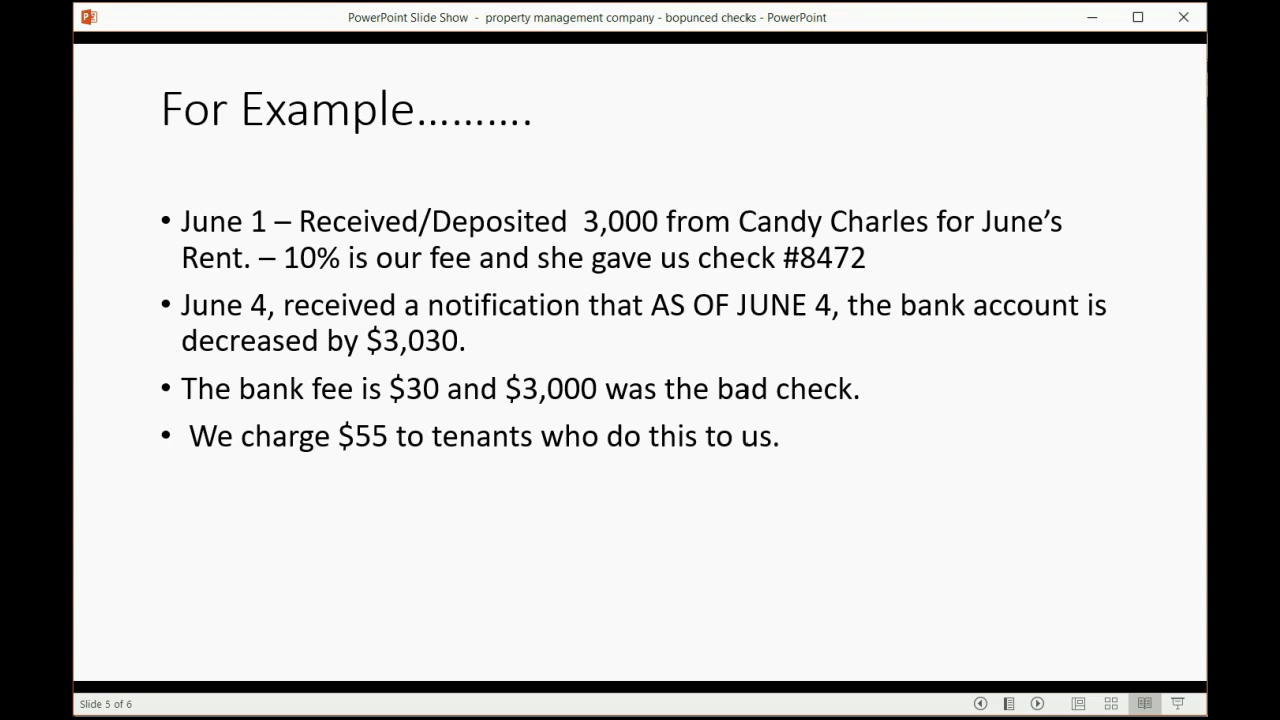 PowerPoint Slide Show - property management company - bopunced checks - PowerPoint
For Example……….
• June 1 – Received/Deposited  3,000 from Candy Charles for June’s
Rent. – 10% is our fee and she gave us check #8472
• June 4, received a notification that AS OF JUNE 4, the bank account is
decreased by $3,030.
• The bank fee is $30 and $3,000 was the bad check.
• We charge $55 to tenants who do this to us.
Slide 5 of 6